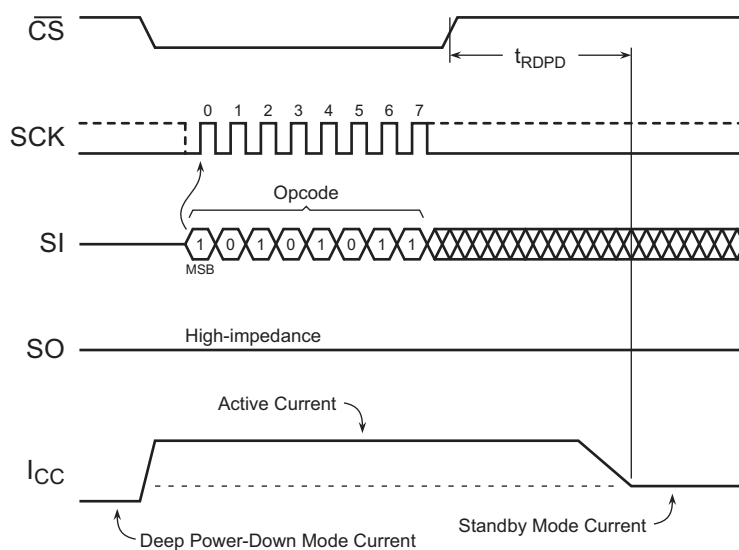 CS
tRDPD
0 1 2 3 4 5 6 7
SCK
Opcode
SI
1 0 1 0 1 0 1 1
MSB
High-impedance
SO
Active Current
ICC
Standby Mode Current
Deep Power-Down Mode Current